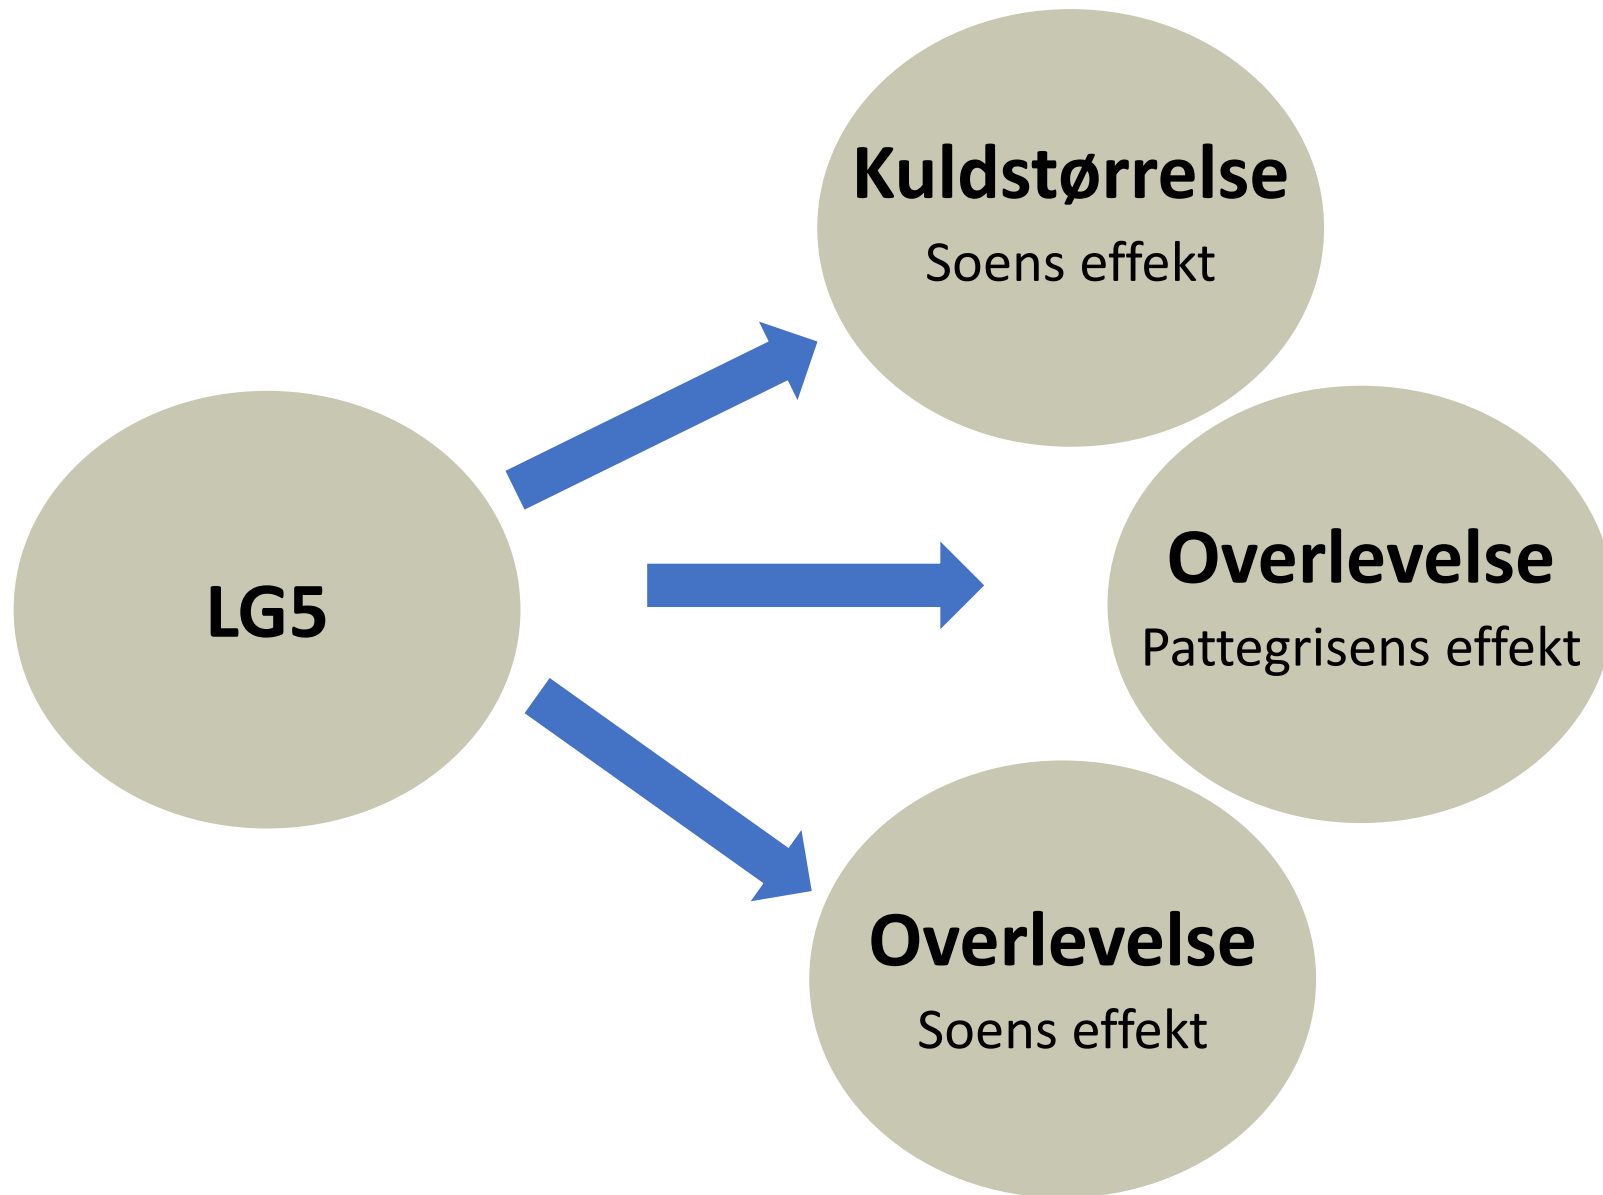 Kuldstørrelse
Soens effekt
LG5
Overlevelse
Pattegrisens effekt
Overlevelse
Soens effekt